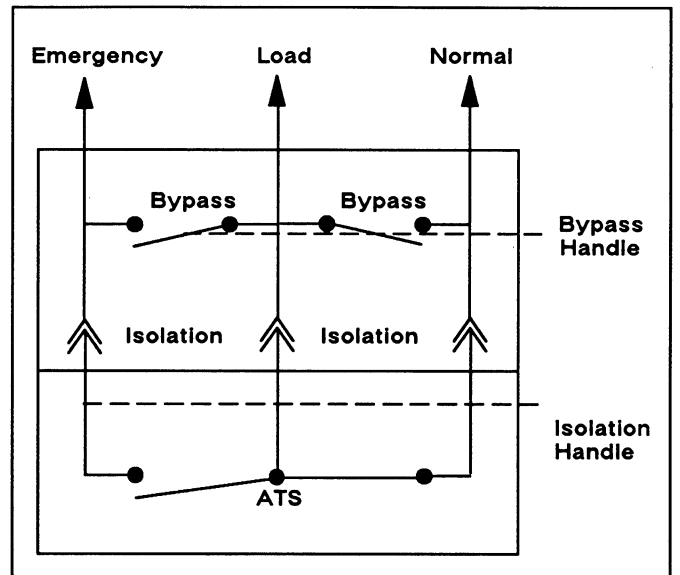 Emergency Load Normal
Bypass Bypass
Bypass
Handle
Isolation Isolation
Isolation
Handle
ATS